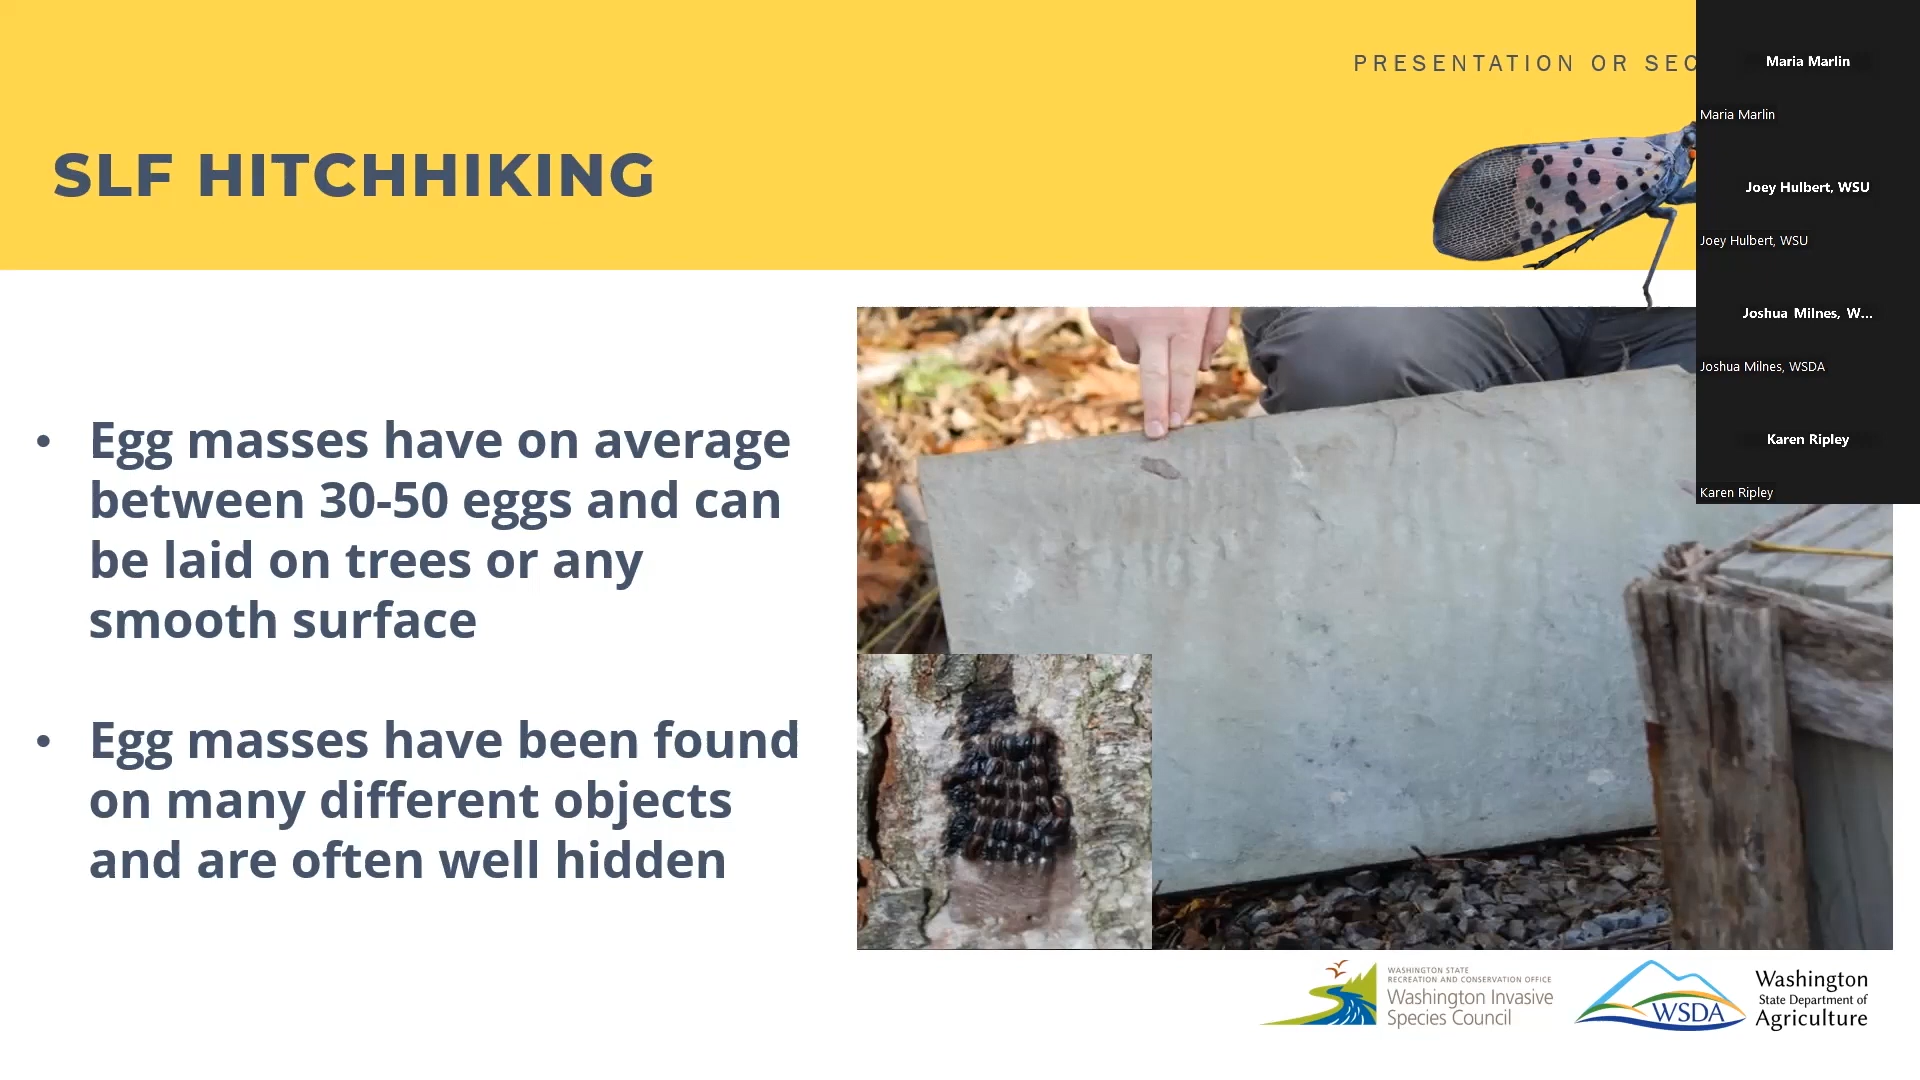 PRESENTATION OR SEC
SLF HITCHHIKING
• Egg masses have on average
between 30-50 eggs and can
be laid on trees or any
smooth surface
• Egg masses have been found
on many different objects
and are often well hidden
Maria Marlin
Maria Marlin
Joey Hulbert, WSU
Joey Hulbert, WSU
Joshua Milnes, W...
Joshua Milnes, WSDA
Karen Ripley
Karen Ripley
WASHINGTON STATE
RECREATION AND CONSERVATION OFFICE
Washington Invasive
Species Council
WSDA
Washington
State Department of
Agriculture